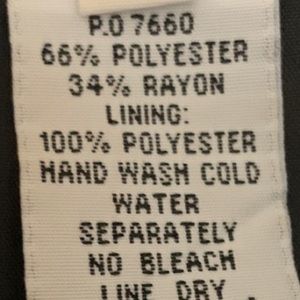 P.O 7660
66% POLYESTER
34% RAYON
LINING:
100% POLYESTER
HAND WASH COLD
WATER
SEPARATELY
NO BLEACH
LINE DRY